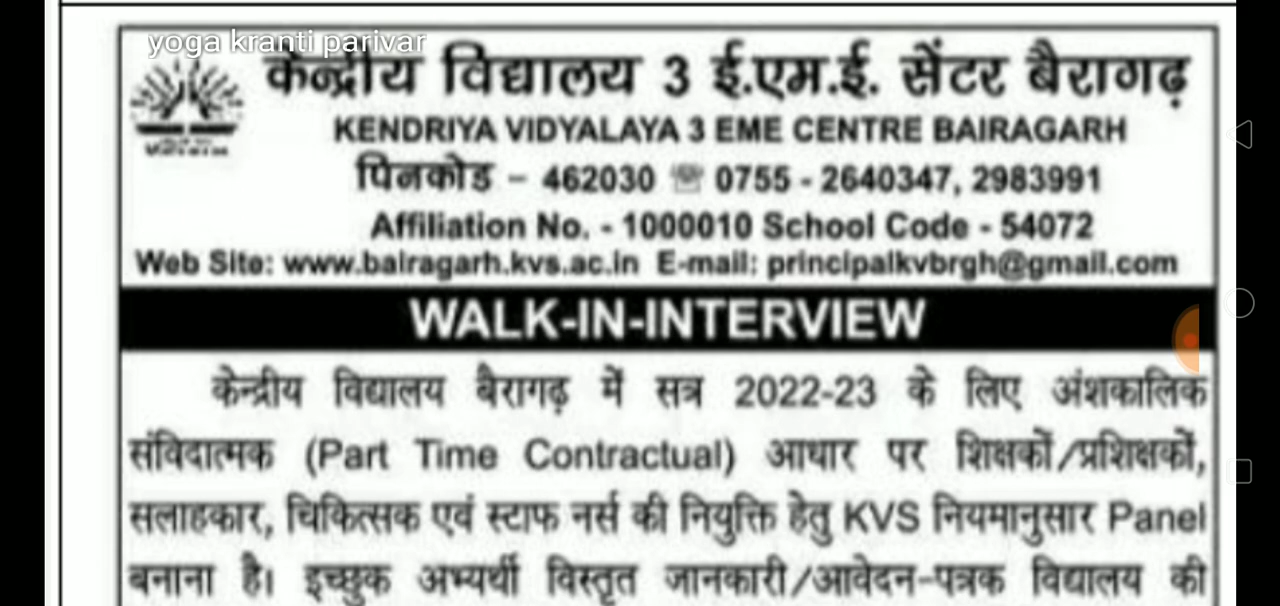 yoga kranti parivar
केन्द्रीय विद्यालय 3 ई.एम.ई. सेंटर बैरागढ़
KENDRIYA VIDYALAYA 3 EME CENTRE BAIRAGARH
पिनकोड - 462030 ☏ 0755 - 2640347, 2983991
Affiliation No. - 1000010 School Code - 54072
Web Site: www.bairagarh.kvs.ac.in E-mail: principalkvbrgh@gmail.com
WALK-IN-INTERVIEW
केन्द्रीय विद्यालय बैरागढ़ में सत्र 2022-23 के लिए अंशकालिक
संविदात्मक (Part Time Contractual) आधार पर शिक्षकों/प्रशिक्षकों,
सलाहकार, चिकित्सक एवं स्टाफ नर्स की नियुक्ति हेतु KVS नियमानुसार Panel
बनाना है। इच्छुक अभ्यर्थी विस्तृत जानकारी/आवेदन-पत्रक विद्यालय की